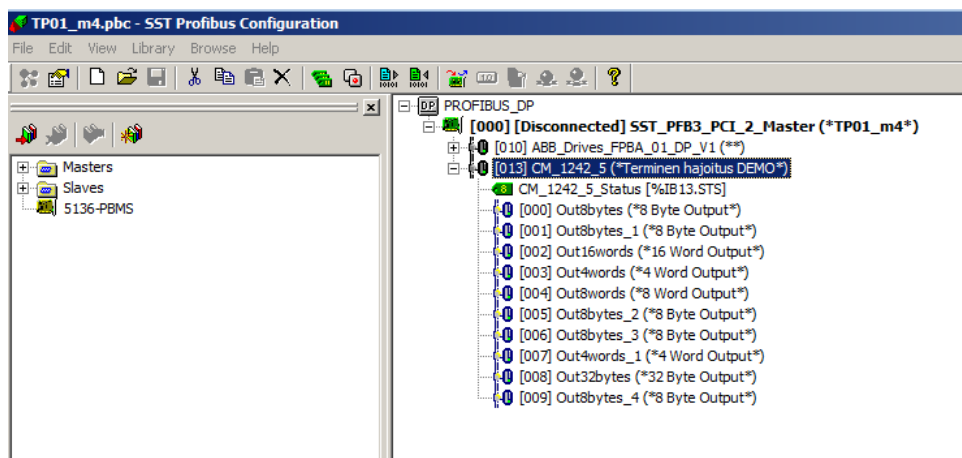 TP01_m4.pbc - SST Profibus Configuration
File Edit View Library Browse Help
PROFIBUS_DP
[000] [Disconnected] SST_PFB3_PCI_2_Master (*TP01_m4*)
[010] ABB_Drives_FPBA_01_DP_V1 (**)
[013] CM_1242_5 (*Terminen hajoitus DEMO*)
CM_1242_5_Status [%IB13.STS]
[000] Out8bytes (*8 Byte Output*)
[001] Out8bytes_1 (*8 Byte Output*)
[002] Out16words (*16 Word Output*)
[003] Out4words (*4 Word Output*)
[004] Out8words (*8 Word Output*)
[005] Out8bytes_2 (*8 Byte Output*)
[006] Out8bytes_3 (*8 Byte Output*)
[007] Out4words_1 (*4 Word Output*)
[008] Out32bytes (*32 Byte Output*)
[009] Out8bytes_4 (*8 Byte Output*)
Masters
Slaves
5136-PBMS